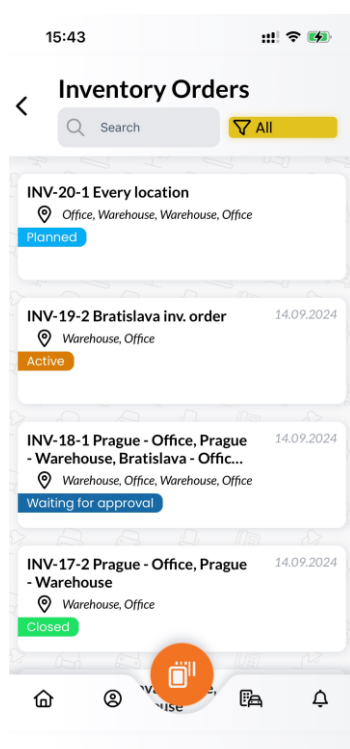 15:43
Inventory Orders
Search
All
INV-20-1 Every location
Office, Warehouse, Warehouse, Office
Planned
INV-19-2 Bratislava inv. order
14.09.2024
Warehouse, Office
Active
INV-18-1 Prague - Office, Prague
14.09.2024
- Warehouse, Bratislava - Offic...
Warehouse, Office, Warehouse, Office
Waiting for approval
INV-17-2 Prague - Office, Prague
14.09.2024
- Warehouse
Warehouse, Office
Closed